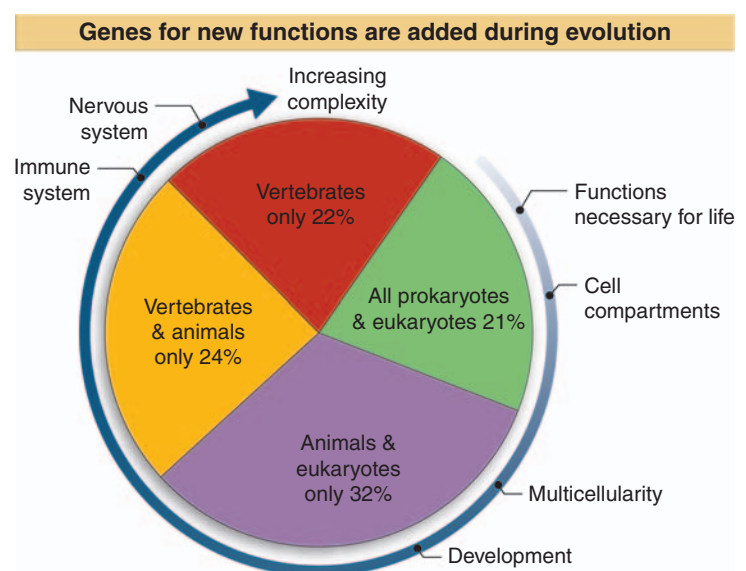 Genes for new functions are added during evolution
Increasing
complexity
Nervous
system
Immune
system
Vertebrates
only 22%
Functions
necessary for life
All prokaryotes
& eukaryotes 21%
Cell
compartments
Vertebrates
& animals
only 24%
Animals &
eukaryotes
only 32%
Multicellularity
Development